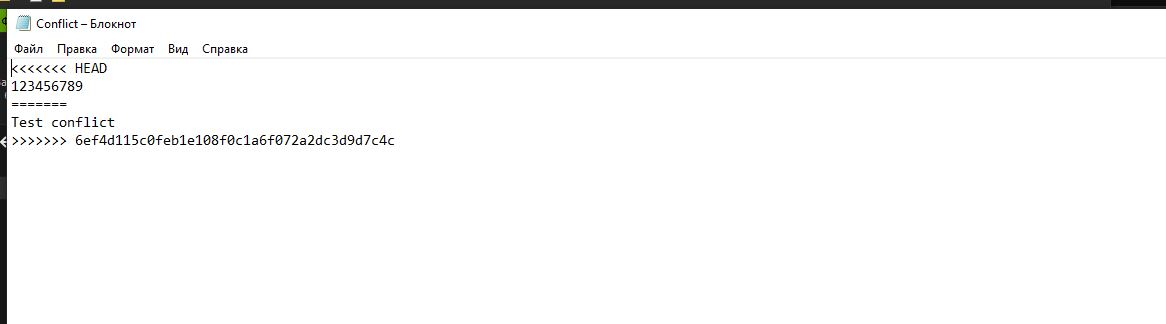 Conflict – Блокнот
Файл Правка Формат Вид Справка
<<<<<<< HEAD
123456789
=======
Test conflict
>>>>>>> 6ef4d115c0feb1e108f0c1a6f072a2dc3d9d7c4c